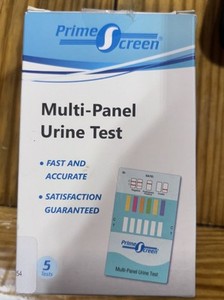 Prime Screen®
Multi-Panel
Urine Test
• FAST AND
ACCURATE
• SATISFACTION
GUARANTEED
Prime Screen
Multi-Panel Urine Test
5
Tests
54